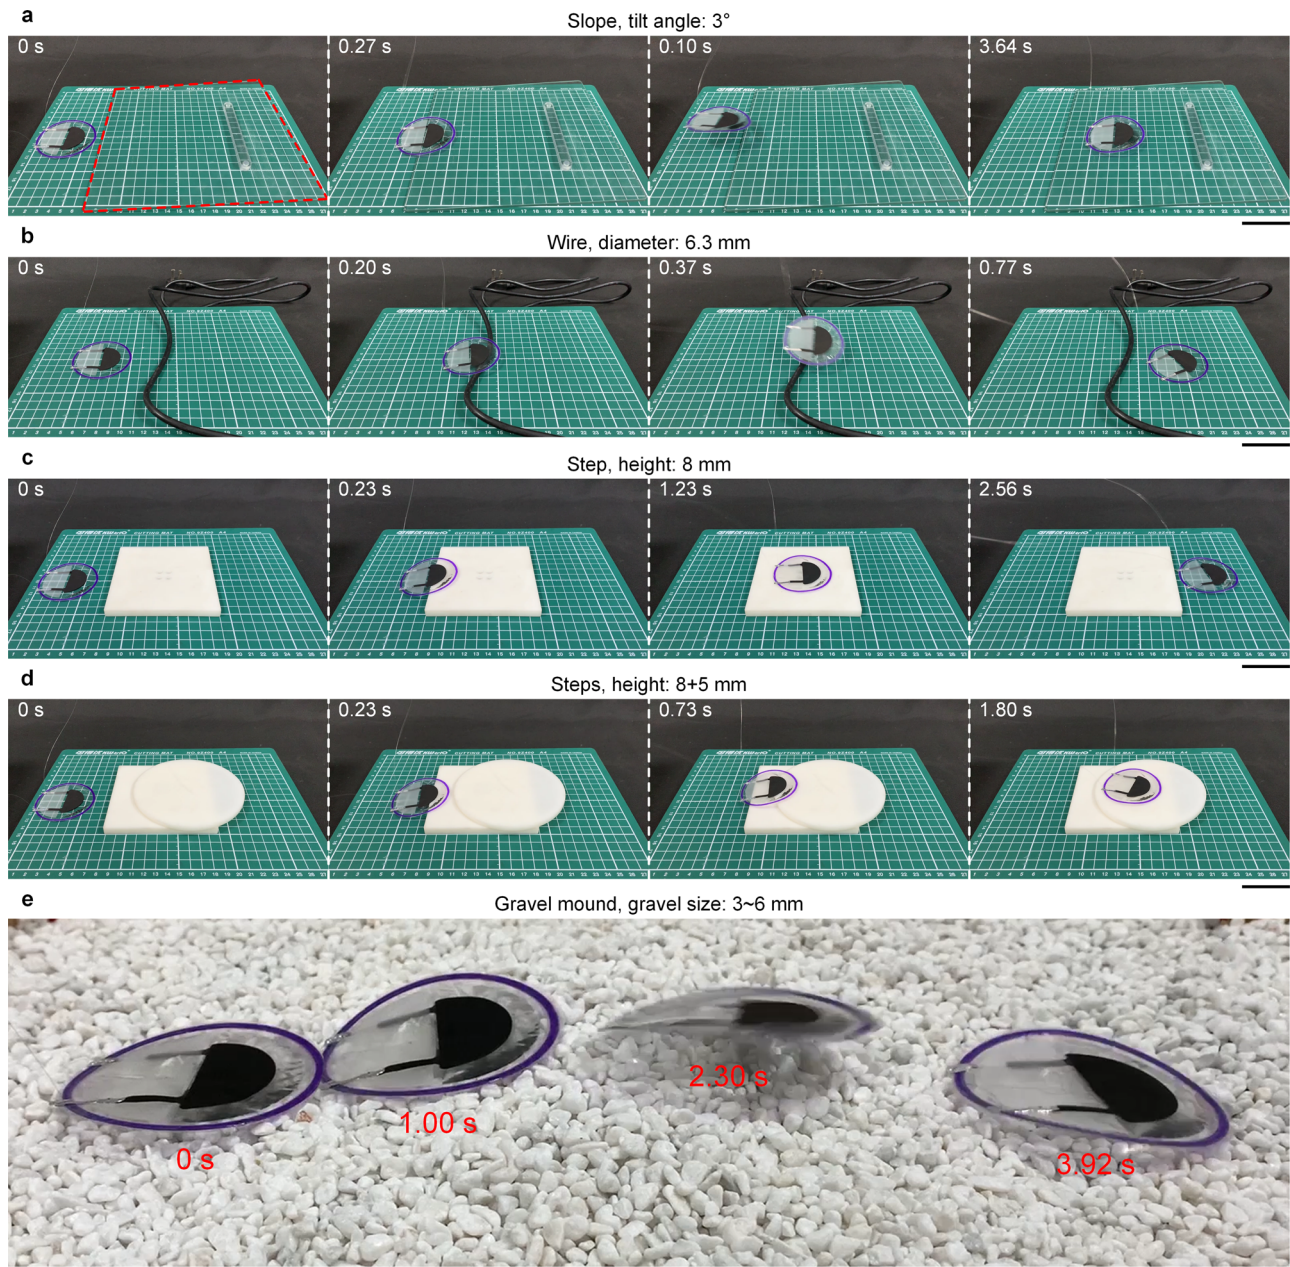 a
Slope, tilt angle: 3°
0 s
0.27 s
0.10 s
3.64 s
b
Wire, diameter: 6.3 mm
0 s
0.20 s
0.37 s
0.77 s
c
Step, height: 8 mm
0 s
0.23 s
1.23 s
2.56 s
d
Steps, height: 8+5 mm
0 s
0.23 s
0.73 s
1.80 s
e
Gravel mound, gravel size: 3~6 mm
0 s
1.00 s
2.30 s
3.92 s